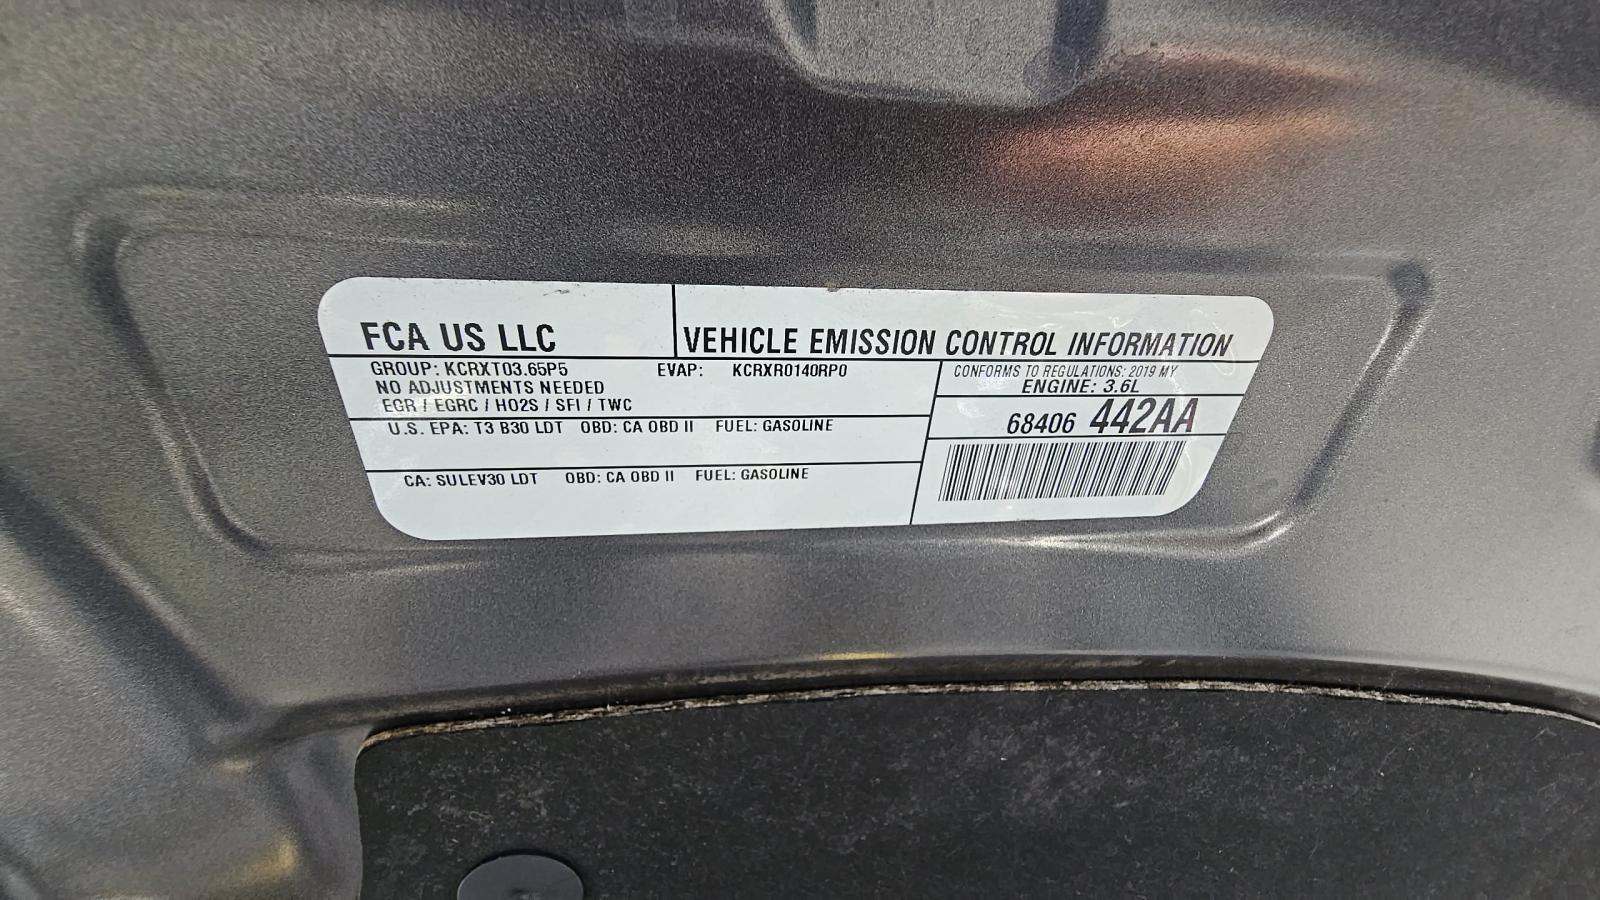 FCA US LLC
VEHICLE EMISSION CONTROL INFORMATION
GROUP: KCRXT03.65P5 EVAP: KCRXR0140RP0
NO ADJUSTMENTS NEEDED
EGR / EGRC / HO2S / SFI / TWC
CONFORMS TO REGULATIONS: 2019 MY
ENGINE: 3.6L
68406 442AA
U.S. EPA: T3 B30 LDT OBD: CA OBD II FUEL: GASOLINE
CA: SULEV30 LDT OBD: CA OBD II FUEL: GASOLINE